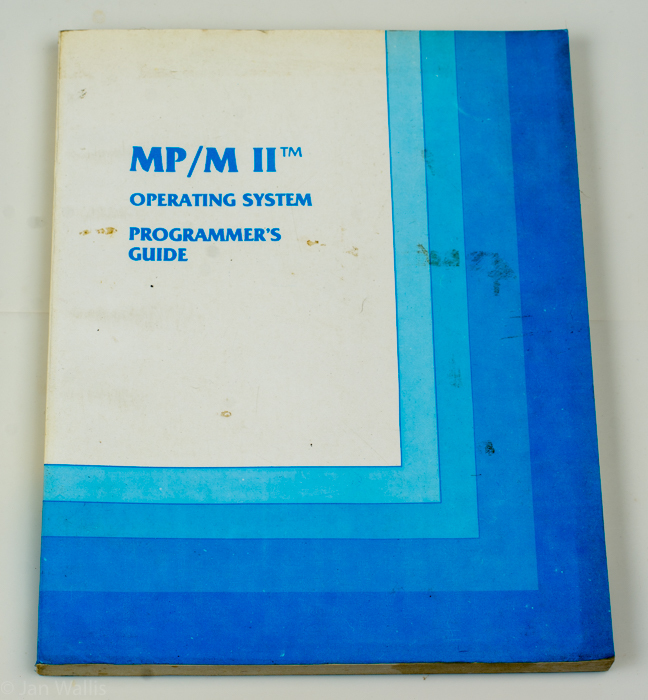 MP/M II™
OPERATING SYSTEM
PROGRAMMER'S
GUIDE
© Jan Wallis